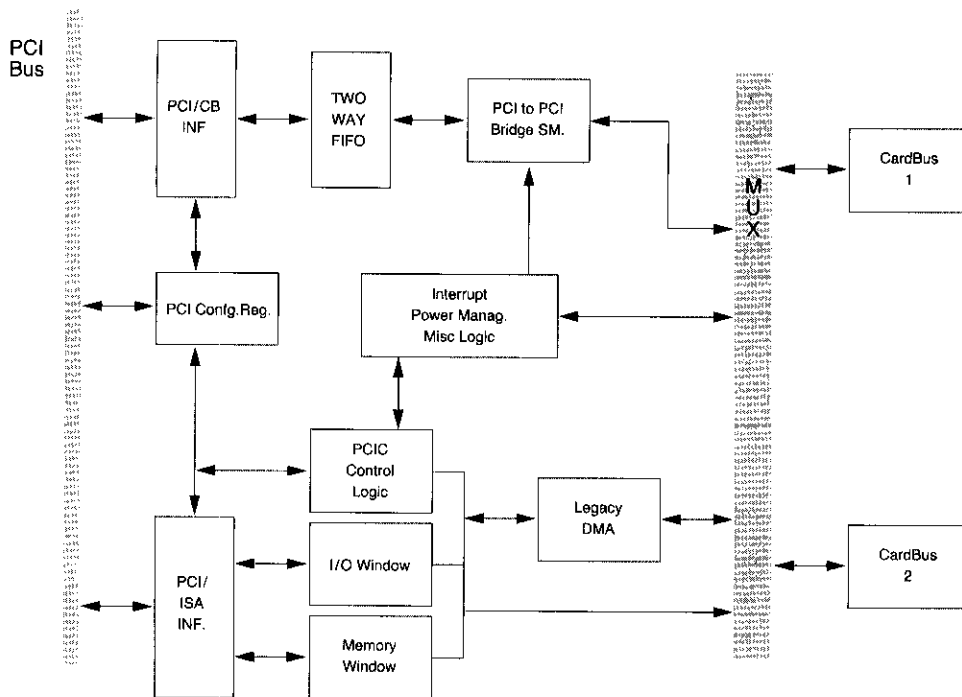 PCI
Bus
PCI/CB
INF
TWO
WAY
FIFO
PCI to PCI
Bridge SM.
MUX
CardBus
1
PCI Confg.Reg.
Interrupt
Power Manag.
Misc Logic
PCIC
Control
Logic
Legacy
DMA
I/O Window
PCI/
ISA
INF.
Memory
Window
CardBus
2